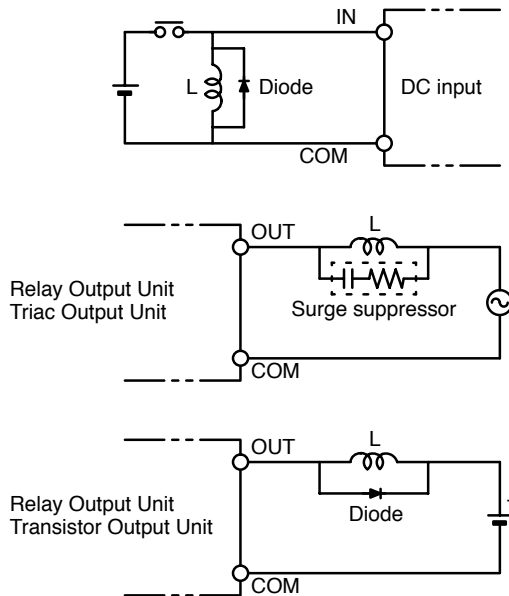 IN
L
Diode
DC input
COM
OUT
L
Relay Output Unit
Triac Output Unit
Surge suppressor
COM
OUT
L
Relay Output Unit
Transistor Output Unit
Diode
COM